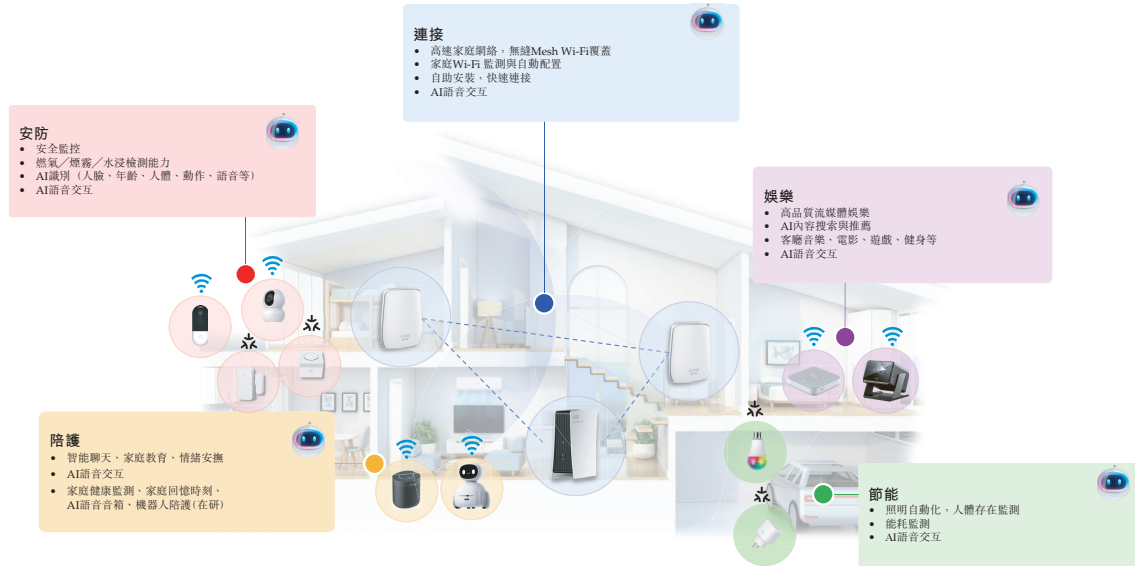 連接
• 高速家庭網絡，無縫Mesh Wi-Fi覆蓋
• 家庭Wi-Fi 監測與自動配置
• 自助安裝，快速連接
• AI語音交互
安防
• 安全監控
• 燃氣／煙霧／水浸檢測能力
• AI識別（人臉、年齡、人體、動作、語音等）
• AI語音交互
娛樂
• 高品質流媒體娛樂
• AI內容搜索與推薦
• 客廳音樂、電影、遊戲、健身等
• AI語音交互
陪護
• 智能聊天、家庭教育、情緒安撫
• AI語音交互
• 家庭健康監測、家庭回憶時刻、
AI語音音箱、機器人陪護(在研)
節能
• 照明自動化，人體存在監測
• 能耗監測
• AI語音交互